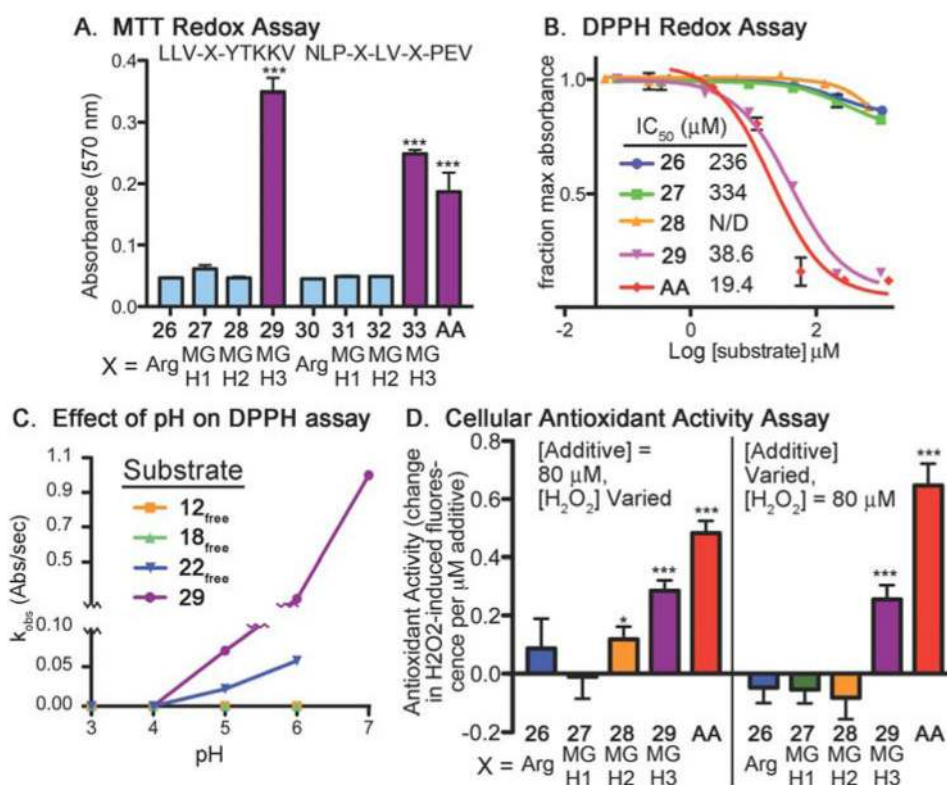 A. MTT Redox Assay
LLV-X-YTKKV NLP-X-LV-X-PEV
Absorbance (570 nm)
0.4
0.3
0.2
0.1
0.0
***
***
***
26 27 28 29 30 31 32 33 AA
X = Arg MG H1 MG H2 MG H3 Arg MG H1 MG H2 MG H3
B. DPPH Redox Assay
fraction max absorbance
1.0
0.5
IC50 (μM)
26 236
27 334
28 N/D
29 38.6
AA 19.4
-2 0 2
Log [substrate] μM
C. Effect of pH on DPPH assay
kobs (Abs/sec)
1.1
0.9
0.5
0.10
0.05
0.00
Substrate
12free
18free
22free
29
3 4 5 6 7
pH
D. Cellular Antioxidant Activity Assay
Antioxidant Activity (change
in H2O2-induced fluores-
cence per μM additive)
0.8
0.6
0.4
0.2
0.0
-0.2
[Additive] =
80 μM,
[H2O2] Varied
[Additive]
Varied,
[H2O2] = 80 μM
*
***
***
***
***
26 27 28 29 AA 26 27 28 29 AA
X = Arg MG H1 MG H2 MG H3 Arg MG H1 MG H2 MG H3